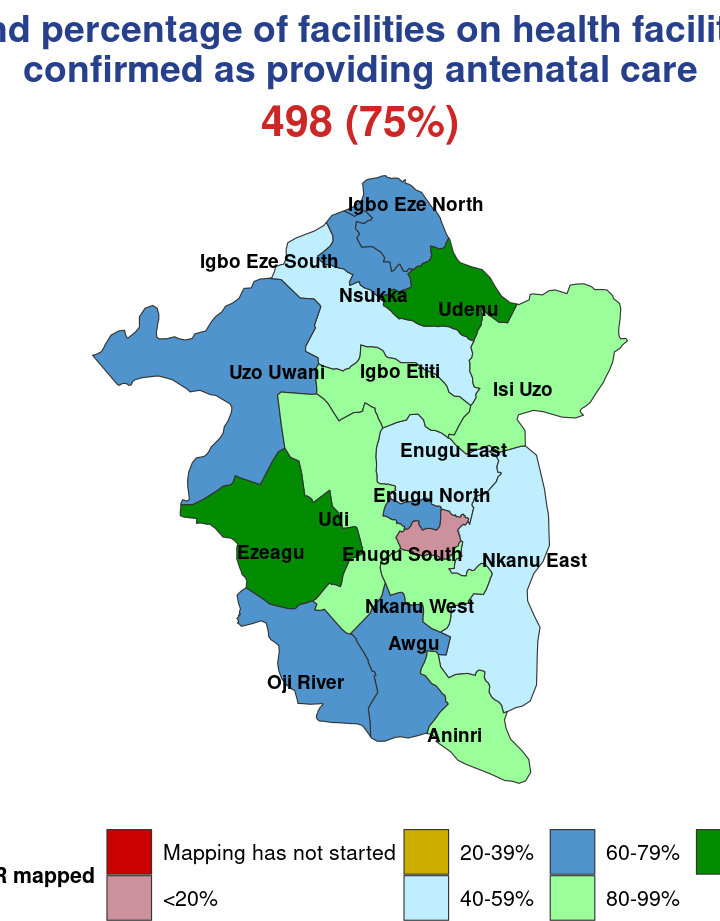 percentage of facilities on health
confirmed as providing antenatal care
498 (75%)
Igbo Eze North
Igbo Eze South
Nsukka
Udenu
Uzo Uwani
Igbo Etiti
Isi Uzo
Enugu East
Enugu North
Udi
Ezeagu
Enugu South
Nkanu East
Nkanu West
Awgu
Oji River
Aninri
mapped
Mapping has not started
20-39%
60-79%
<20%
40-59%
80-99%